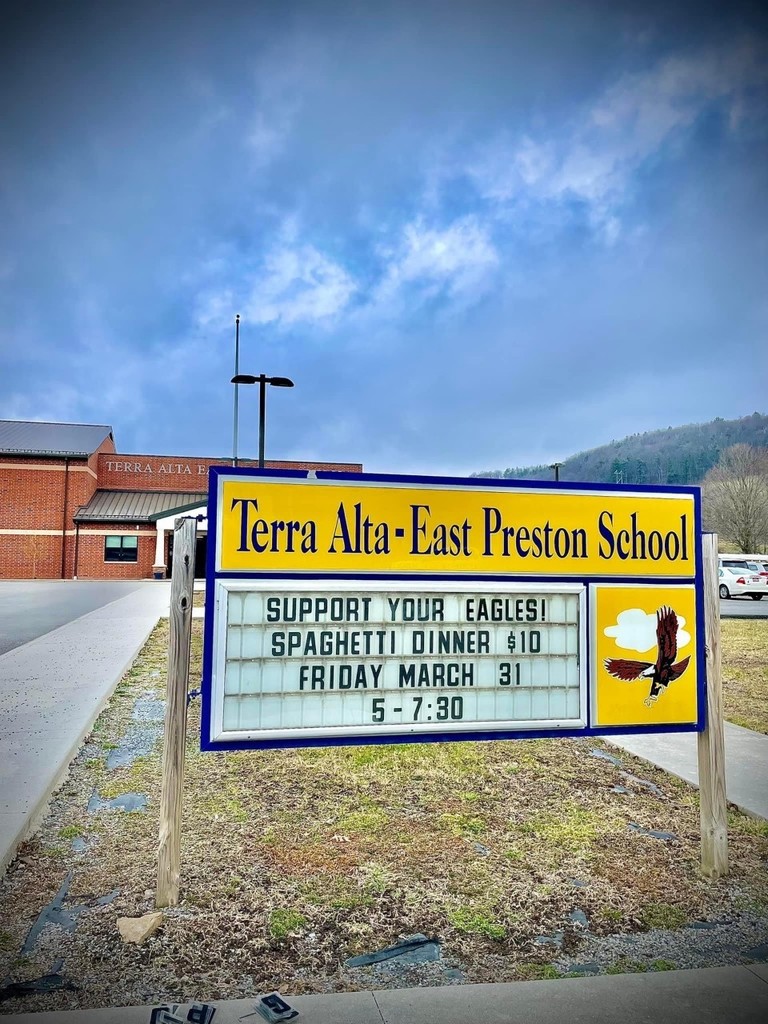 TERRA ALTA
Terra Alta-East Preston School
SUPPORT YOUR EAGLES!
SPAGHETTI DINNER $10
FRIDAY MARCH 31
5-7:30